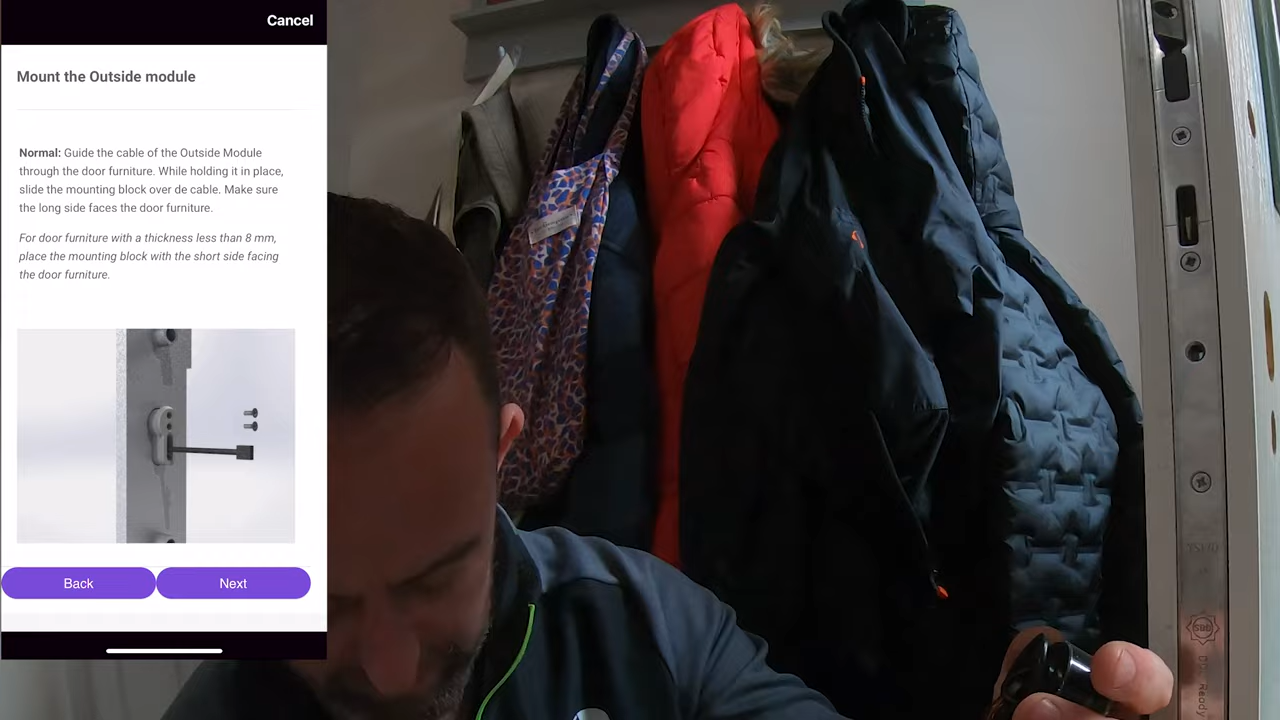 Cancel
Mount the Outside module
Normal: Guide the cable of the Outside Module
through the door furniture. While holding it in place,
slide the mounting block over de cable. Make sure
the long side faces the door furniture.
For door furniture with a thickness less than 8 mm,
place the mounting block with the short side facing
the door furniture.
Back
Next